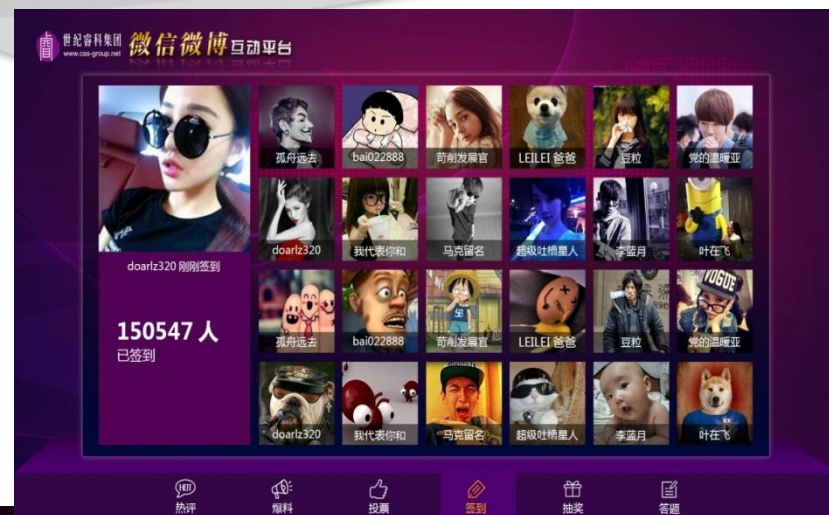 世纪睿科集团
www.css-group.net
微信微博互动平台
孤舟远去
bai022888
苛削发展官
LEILEI 爸爸
豆粒
党的温暖亚
doarlz320 刚刚签到
150547 人
已签到
doarlz320
我代表你和
马克留名
超级吐槽星人
李蓝月
叶在飞
VOGUE
56
孤舟远去
bai022888
苛削发展官
LEILEI 爸爸
豆粒
党的温暖亚
doarlz320
我代表你和
马克留名
超级吐槽星人
李蓝月
叶在飞
HOT
热评
爆料
投票
签到
抽奖
答题